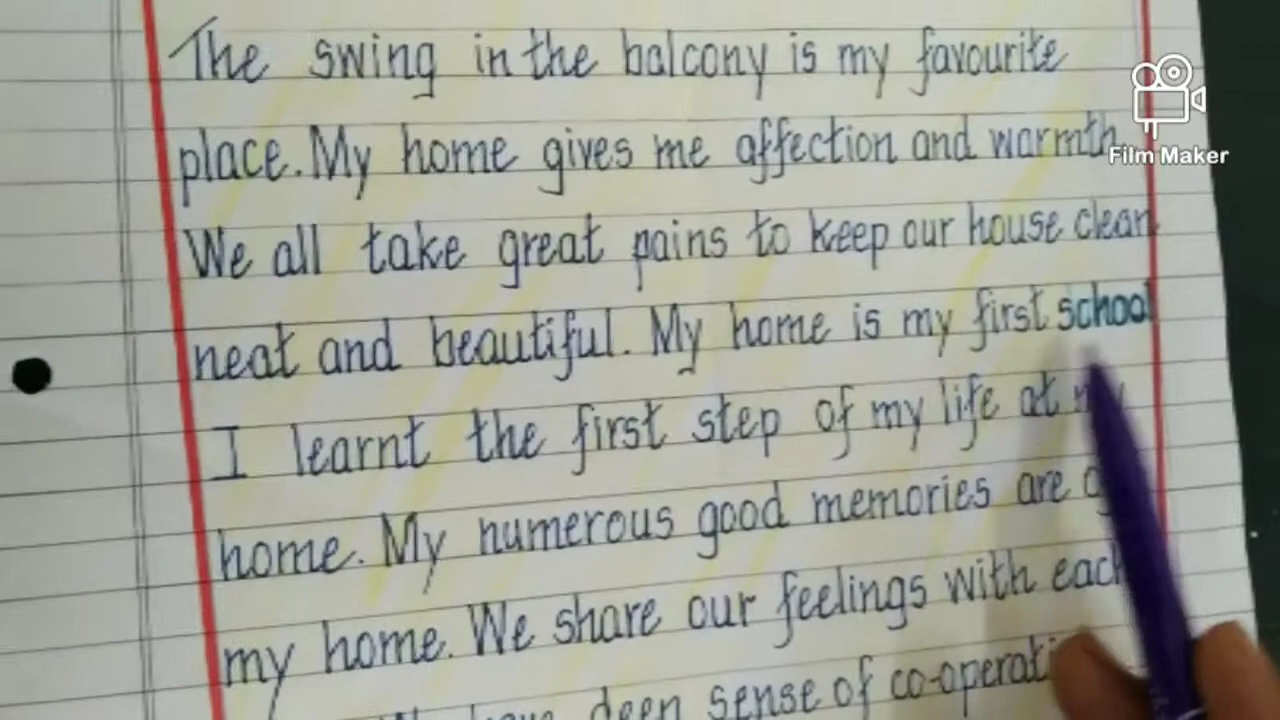 The swing in the balcony is my favourite
place. My home gives me affection and warmth
Film Maker
We all take great pains to keep our house clean
neat and beautiful. My home is my first school
I learnt the first step of my life at
home. My numerous good memories are
my home. We share our feelings with each
have deep sense of